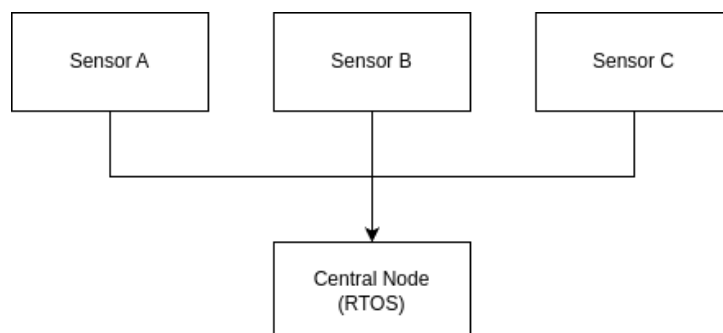 Sensor A
Sensor B
Sensor C
Central Node
(RTOS)